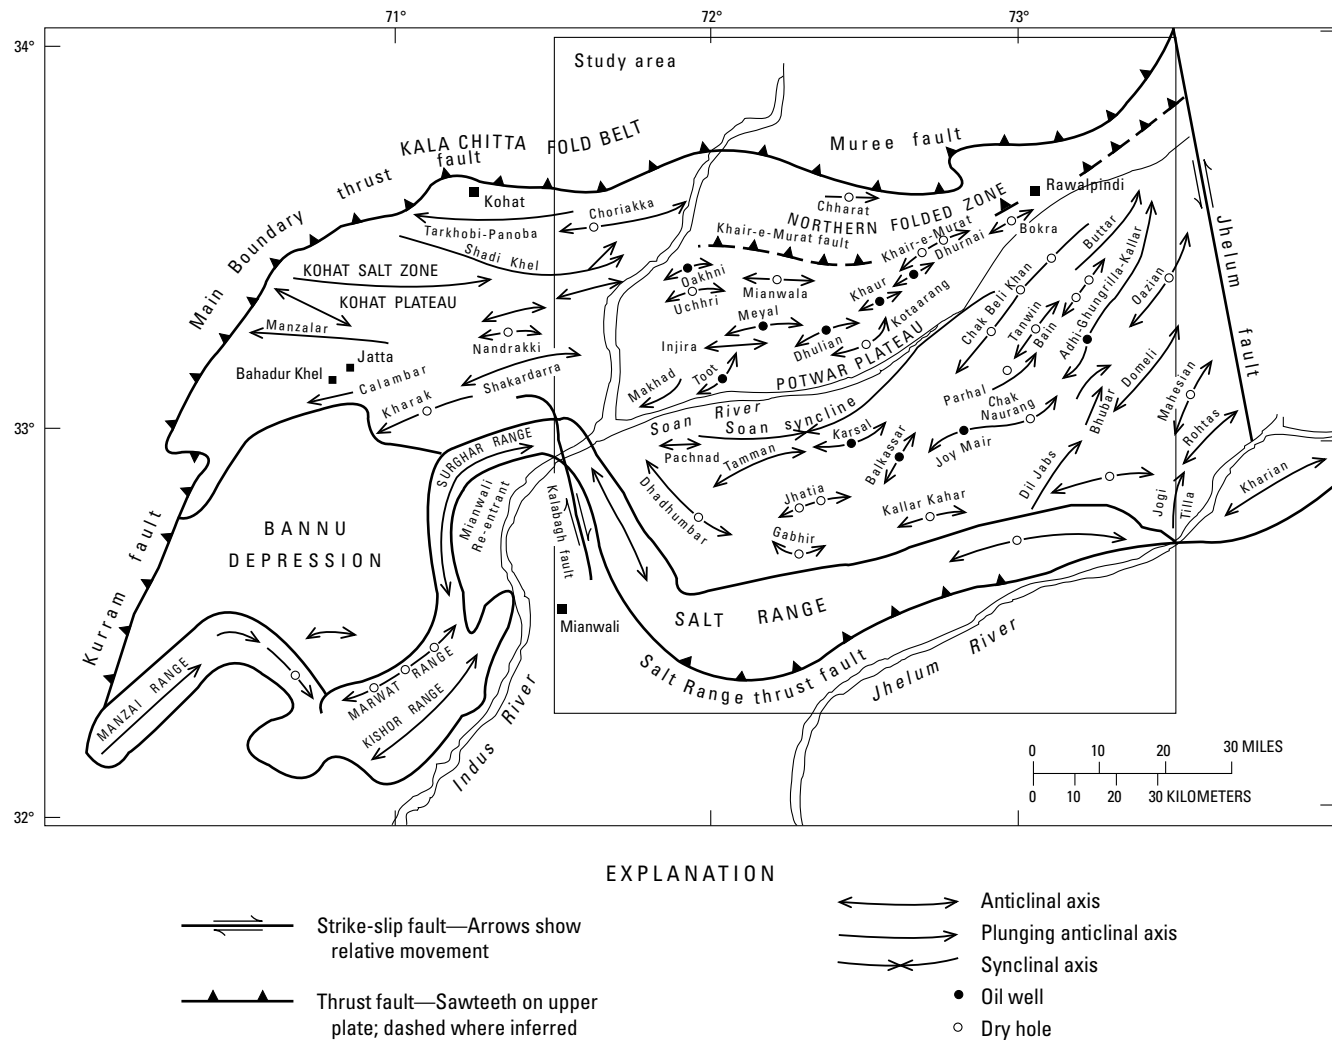 71°
72°
73°
34°
33°
32°
Study area
KALA CHITTA FOLD BELT
Main Boundary thrust fault
Muree fault
Kohat
Rawalpindi
Chharat
NORTHERN FOLDED ZONE
Choriakka
Tarkhobi-Panoba
Shadi Khel
KOHAT SALT ZONE
KOHAT PLATEAU
Manzalar
Jatta
Bahadur Khel
Calambar
Kharak
Nandrakki
Shakardarra
Khair-e-Murat fault
Khair-e-Murat
Dhurnai
Bokra
Oakhni
Uchhri
Mianwala
Meyal
Injira
Khaur
Kotaarang
Dhulian
POTWAR PLATEAU
Makhad
Toot
Soan River
Soan syncline
Chak Beli Khan
Buttar
Tanwin
Bain
Adhi-Ghungrilla-Kallar
Qazian
Jhelum fault
Parhal
Chak
Naurang
Bhubar
Domeli
Mahesian
Rohtas
Pachnad
Tamman
Karsal
Balkassar
Joy Mair
Dil Jabs
Dhadhumbar
Jhatia
Gabhir
Kallar Kahar
Jogi
Tilla
Kharian
SURGHAR RANGE
Mianwali
Re-entrant
Kalabagh fault
BANNU
DEPRESSION
Kurram fault
Mianwali
SALT RANGE
Salt Range thrust fault
Jhelum River
MANZAI RANGE
MARWAT RANGE
KISHOR RANGE
Indus River
0 10 20 30 MILES
0 10 20 30 KILOMETERS
EXPLANATION
Strike-slip fault—Arrows show
relative movement
Thrust fault—Sawteeth on upper
plate; dashed where inferred
Anticlinal axis
Plunging anticlinal axis
Synclinal axis
Oil well
Dry hole